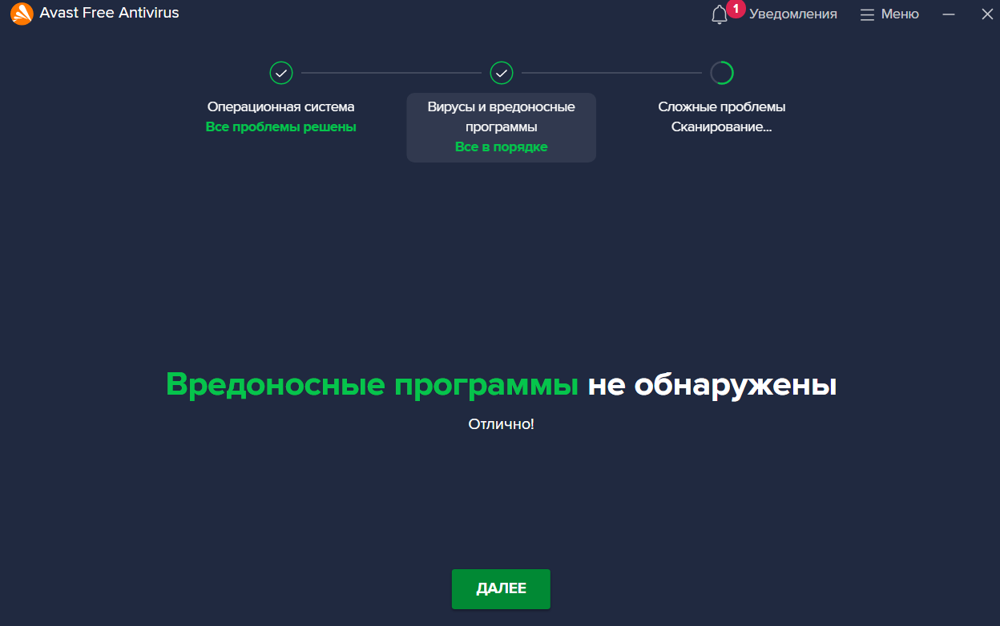 Avast Free Antivirus
1 Уведомления
Меню
Операционная система
Все проблемы решены
Вирусы и вредоносные
программы
Все в порядке
Сложные проблемы
Сканирование...
Вредоносные программы не обнаружены
Отлично!
ДАЛЕЕ